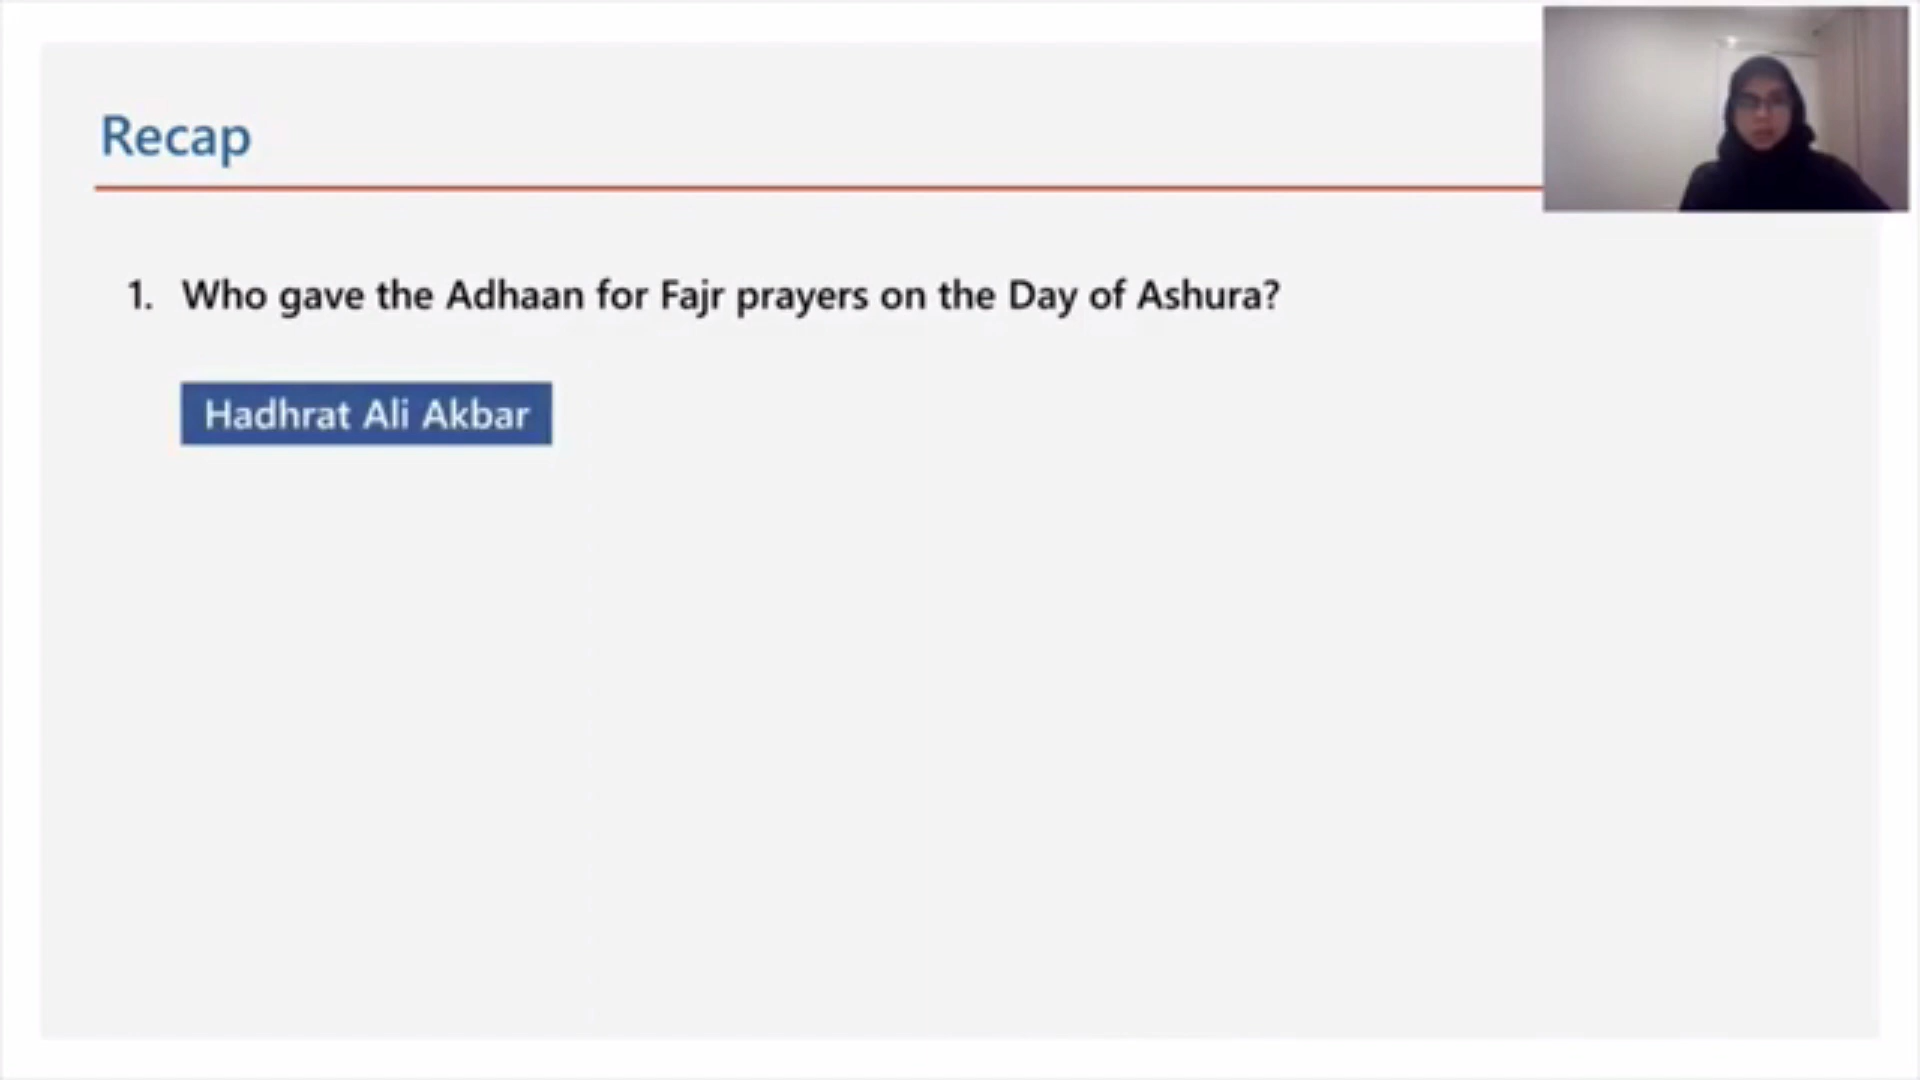 Recap
1. Who gave the Adhaan for Fajr prayers on the Day of Ashura?
Hadhrat Ali Akbar